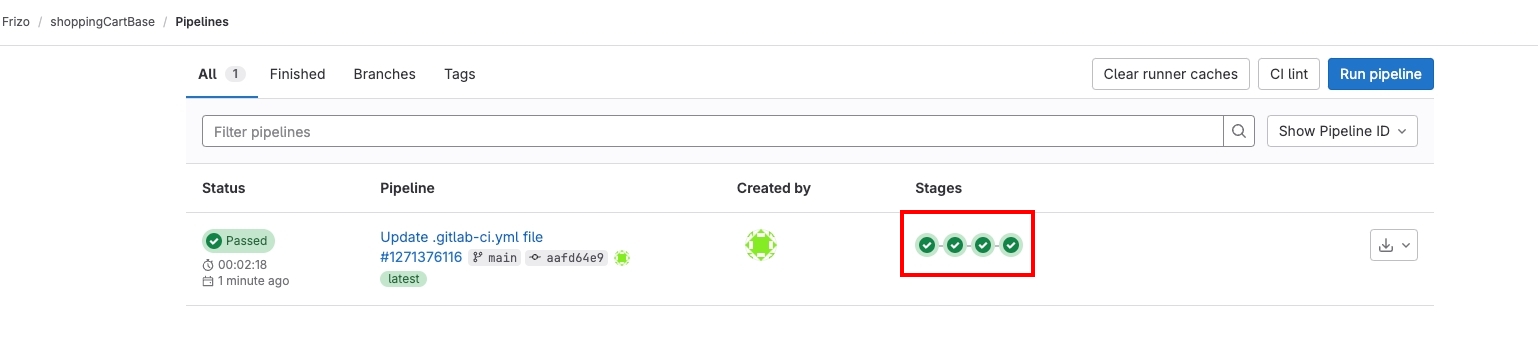 Frizo / shoppingCartBase / Pipelines
All 1 Finished Branches Tags Clear runner caches CI lint Run pipeline
Filter pipelines Show Pipeline ID
Status Pipeline Created by Stages
Passed
00:02:18
1 minute ago
Update .gitlab-ci.yml file
#1271376116 main aafd64e9
latest